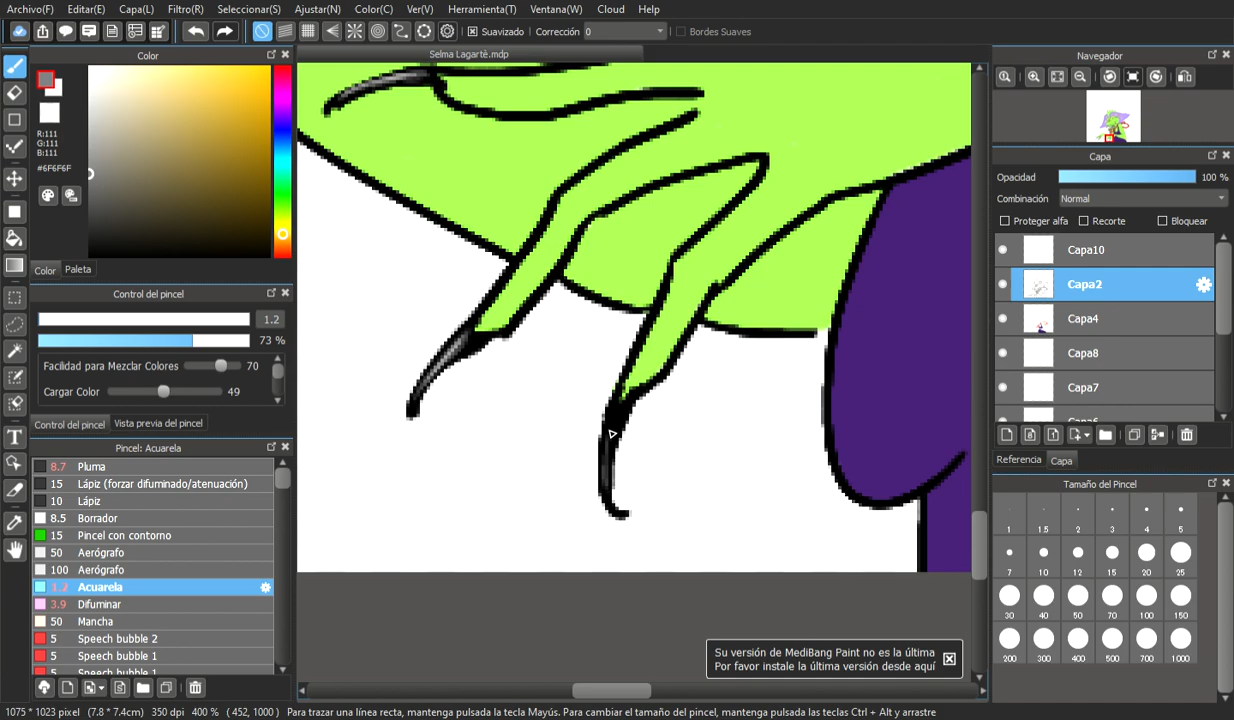 Archivo(F) Editar(E) Capa(L) Filtro(R) Seleccionar(S) Ajustar(N) Color(C) Ver(V) Herramienta(T) Ventana(W) Cloud Help
Suavizado Corrección 0 Bordes Suaves
Color
Selma Lagartè.mdp
Navegador
R:111
G:111
B:111
#6F6F6F
Color Paleta
Control del pincel
1.2
73 %
Facilidad para Mezclar Colores 70
Cargar Color 49
Control del pincel Vista previa del pincel
Pincel: Acuarela
8.7 Pluma
15 Lápiz (forzar difuminado/atenuación)
10 Lápiz
8.5 Borrador
15 Pincel con contorno
50 Aerógrafo
100 Aerógrafo
1.2 Acuarela
3.9 Difuminar
50 Mancha
5 Speech bubble 2
5 Speech bubble 1
5 Speech bubble 1
Capa
Opacidad 100 %
Combinación Normal
Proteger alfa Recorte Bloquear
Capa10
Capa2
Capa4
Capa8
Capa7
Capa6
Referencia Capa
Tamaño del Pincel
1 1.5 2 3 4 5
7 10 12 15 20 25
30 40 50 70 100 150
200 300 400 500 700 1000
Su versión de MediBang Paint no es la última
Por favor instale la última versión desde aquí
1075 * 1023 pixel (7.8 * 7.4cm) 350 dpi 400 % ( 452, 1000 ) Para trazar una línea recta, mantenga pulsada la tecla Mayús. Para cambiar el tamaño del pincel, mantenga pulsadas las teclas Ctrl + Alt y arrastre